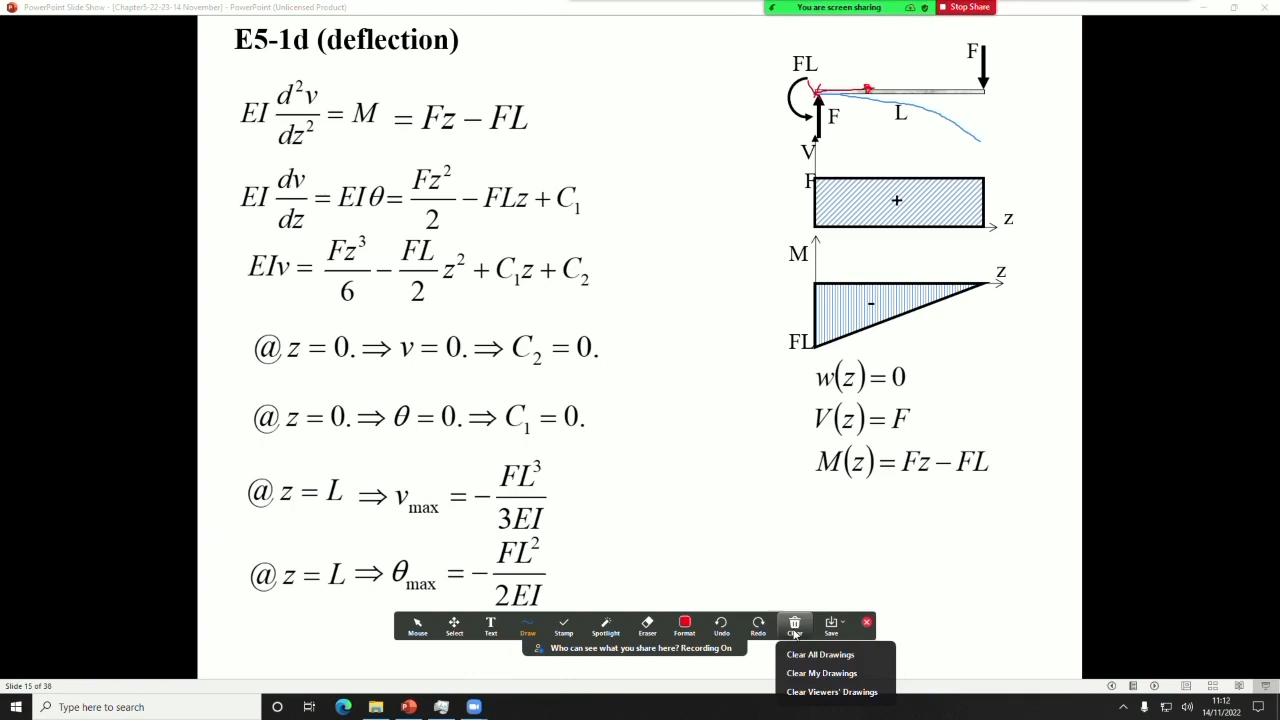 PowerPoint Slide Show - [Chapter5-22-23-14 November] - PowerPoint (Unlicensed Product)
You are screen sharing
Stop Share
E5-1d (deflection)
EI d²v/dz² = M = Fz − FL
EI dv/dz = EIθ = Fz²/2 − FLz + C₁
EIv = Fz³/6 − FL/2 z² + C₁z + C₂
@ z = 0. ⇒ v = 0. ⇒ C₂ = 0.
@ z = 0. ⇒ θ = 0. ⇒ C₁ = 0.
@ z = L ⇒ v_max = − FL³/3EI
@ z = L ⇒ θ_max = − FL²/2EI
F
FL
F
L
V
F
+
z
M
z
-
FL
w(z) = 0
V(z) = F
M(z) = Fz − FL
Mouse Select Text Draw Stamp Spotlight Eraser Format Undo Redo Clear Save
Who can see what you share here? Recording On
Clear All Drawings
Clear My Drawings
Clear Viewers' Drawings
Slide 15 of 38
Type here to search
11:12
14/11/2022